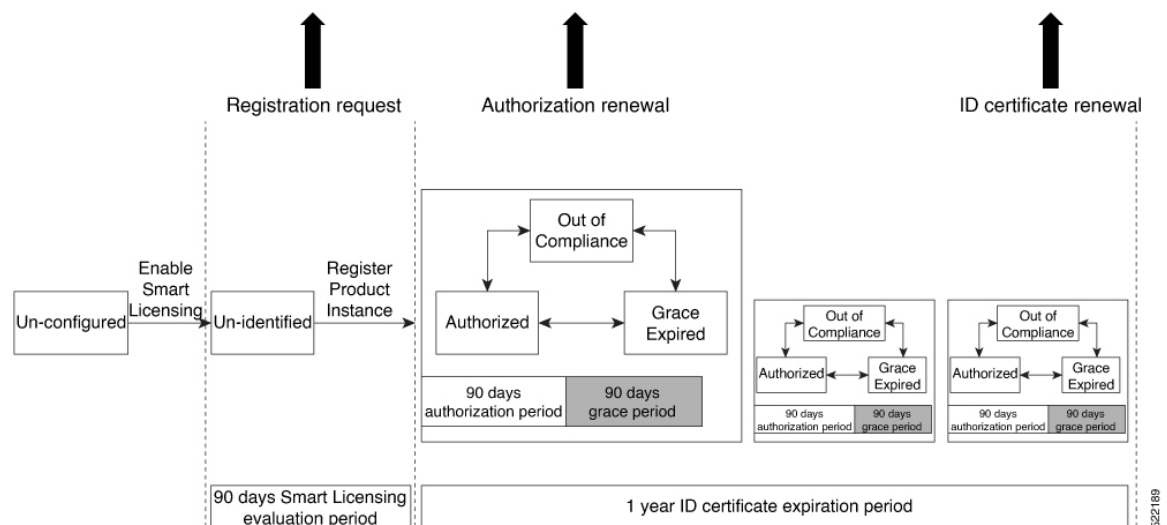 Registration request
Authorization renewal
ID certificate renewal
Enable
Smart
Licensing
Register
Product
Instance
Un-configured
Un-identified
Out of
Compliance
Authorized
Grace
Expired
90 days
authorization period
90 days
grace period
Out of
Compliance
Authorized
Grace
Expired
90 days
authorization period
90 days
grace period
Out of
Compliance
Authorized
Grace
Expired
90 days
authorization period
90 days
grace period
90 days Smart Licensing
evaluation period
1 year ID certificate expiration period